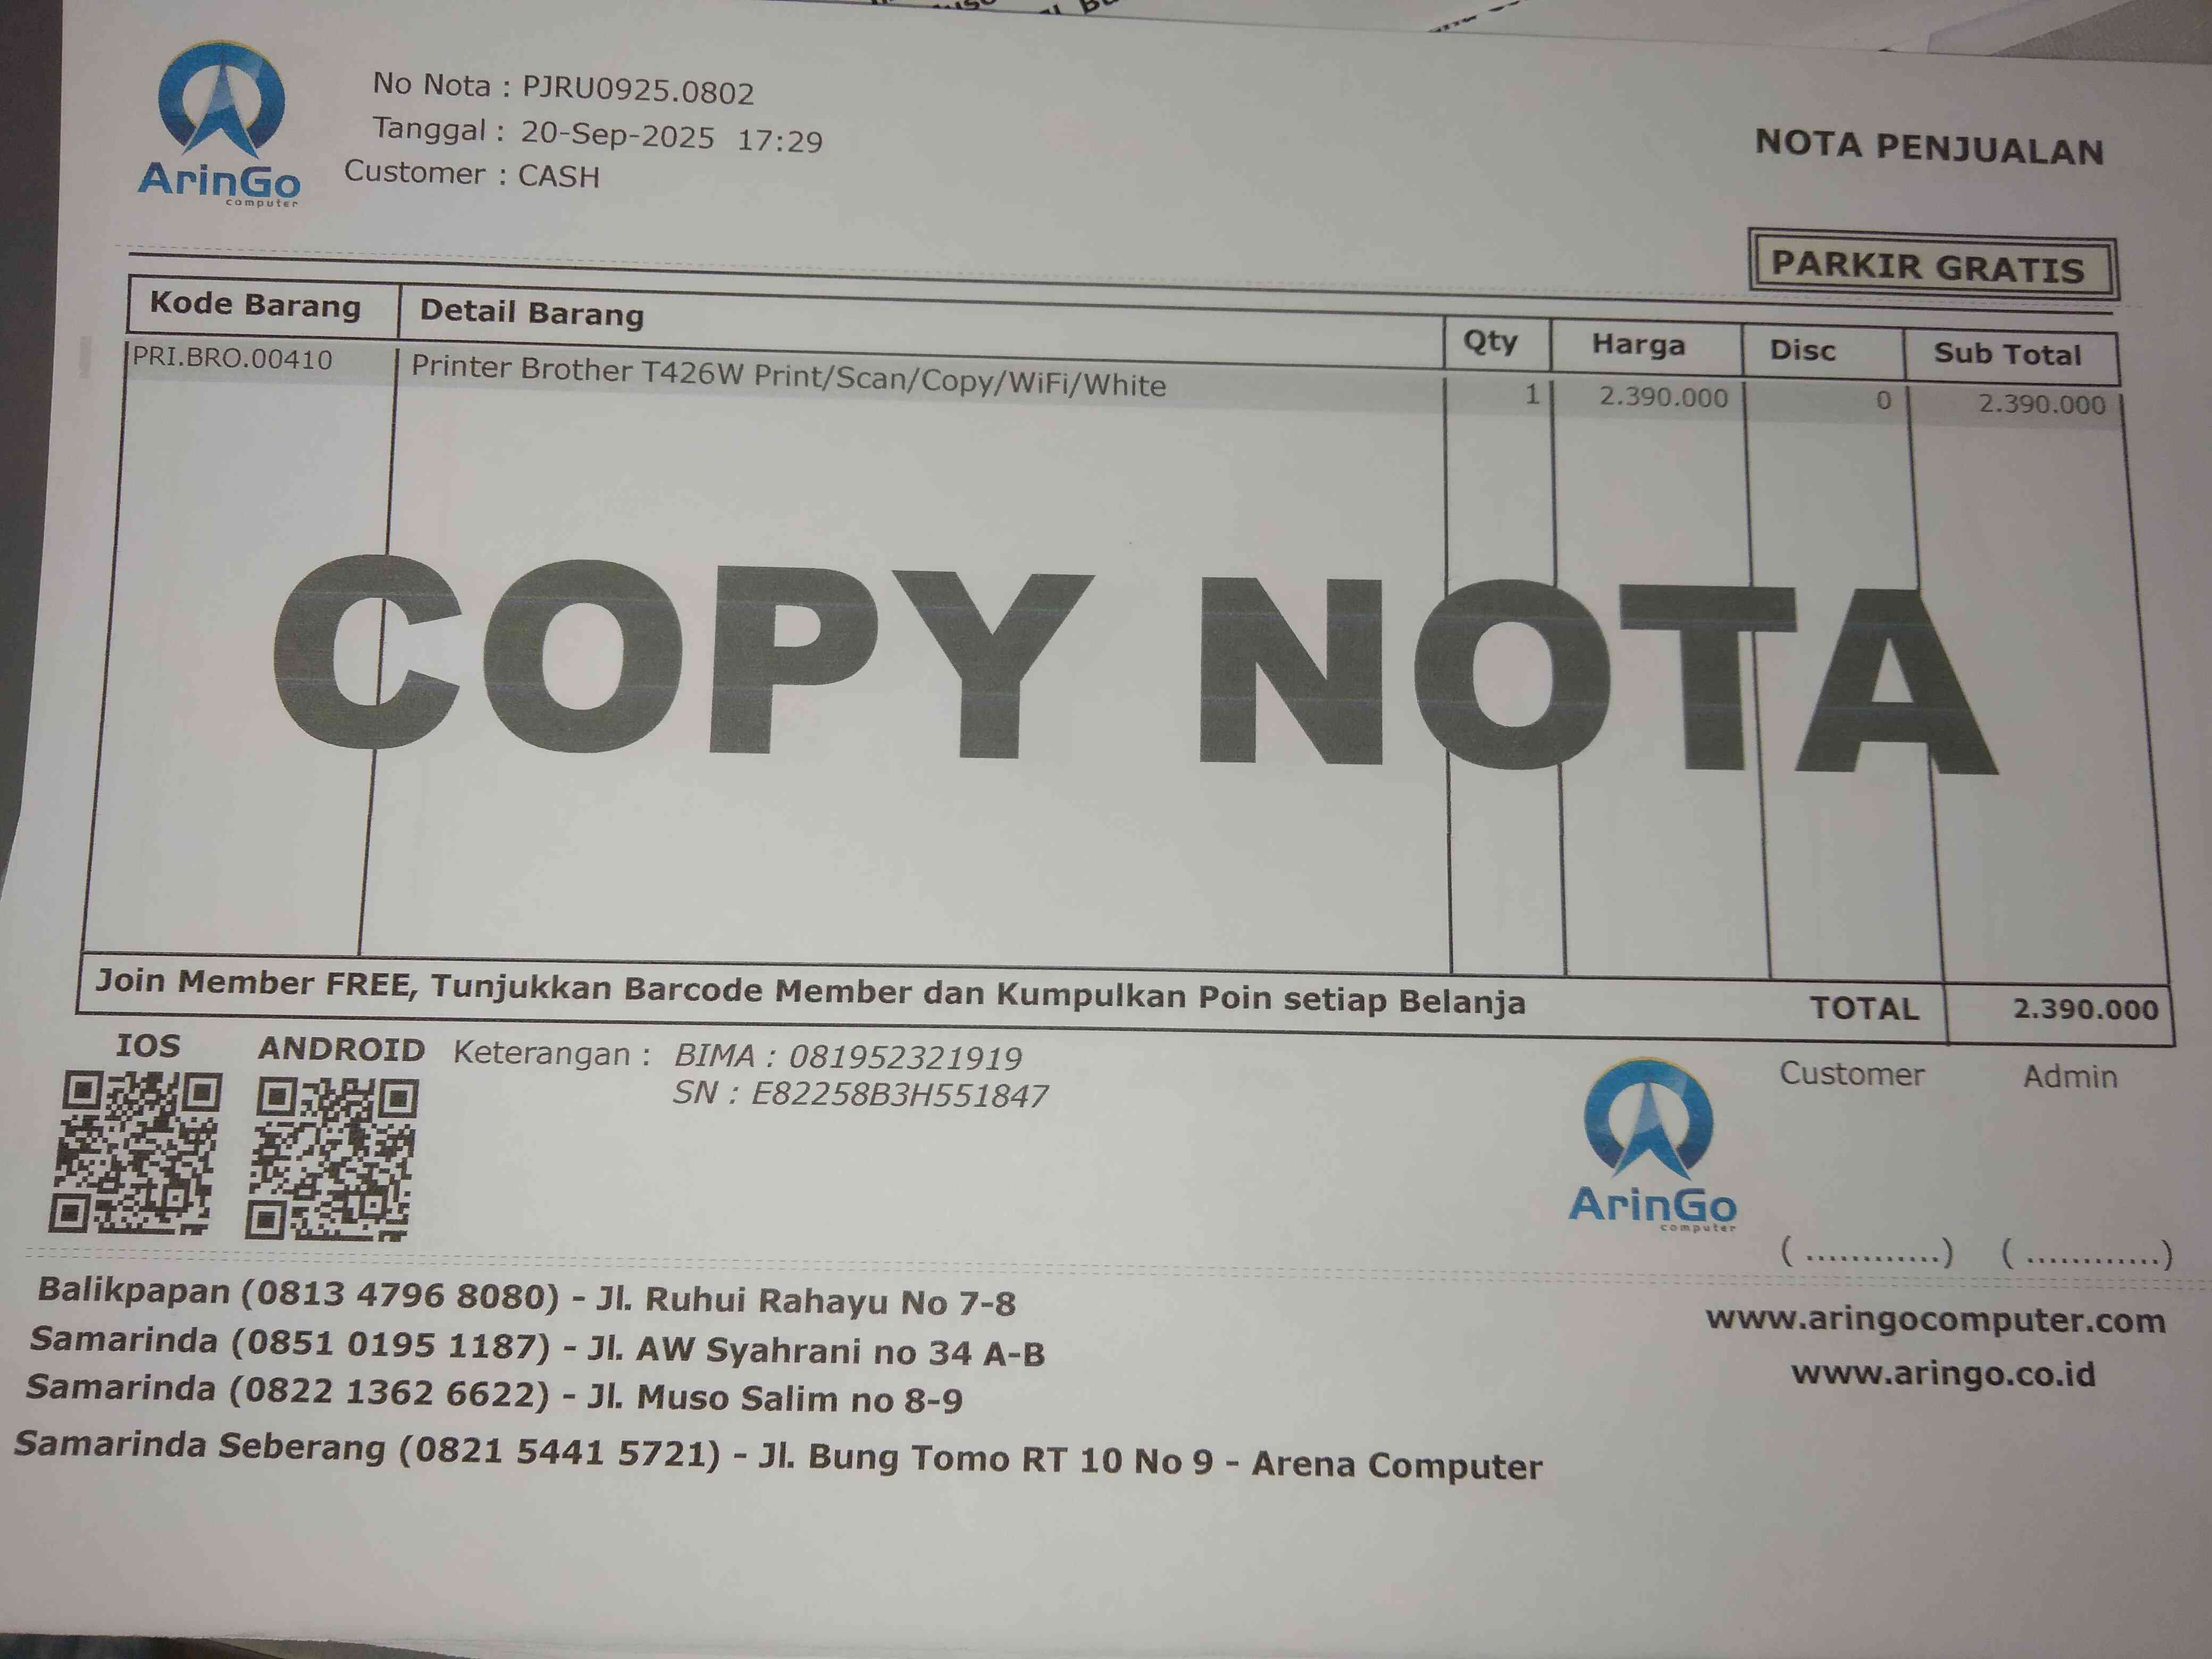 ArinGo
computer
No Nota : PJRU0925.0802
Tanggal : 20-Sep-2025 17:29
Customer : CASH
NOTA PENJUALAN
PARKIR GRATIS
Kode Barang Detail Barang Qty Harga Disc Sub Total
PRI.BRO.00410 Printer Brother T426W Print/Scan/Copy/WiFi/White 1 2.390.000 0 2.390.000
COPY NOTA
Join Member FREE, Tunjukkan Barcode Member dan Kumpulkan Poin setiap Belanja TOTAL 2.390.000
IOS ANDROID Keterangan : BIMA : 081952321919
SN : E82258B3H551847
Customer Admin
ArinGo
computer
( ............) ( ............)
Balikpapan (0813 4796 8080) - Jl. Ruhui Rahayu No 7-8
Samarinda (0851 0195 1187) - Jl. AW Syahrani no 34 A-B
Samarinda (0822 1362 6622) - Jl. Muso Salim no 8-9
Samarinda Seberang (0821 5441 5721) - Jl. Bung Tomo RT 10 No 9 - Arena Computer
www.aringocomputer.com
www.aringo.co.id